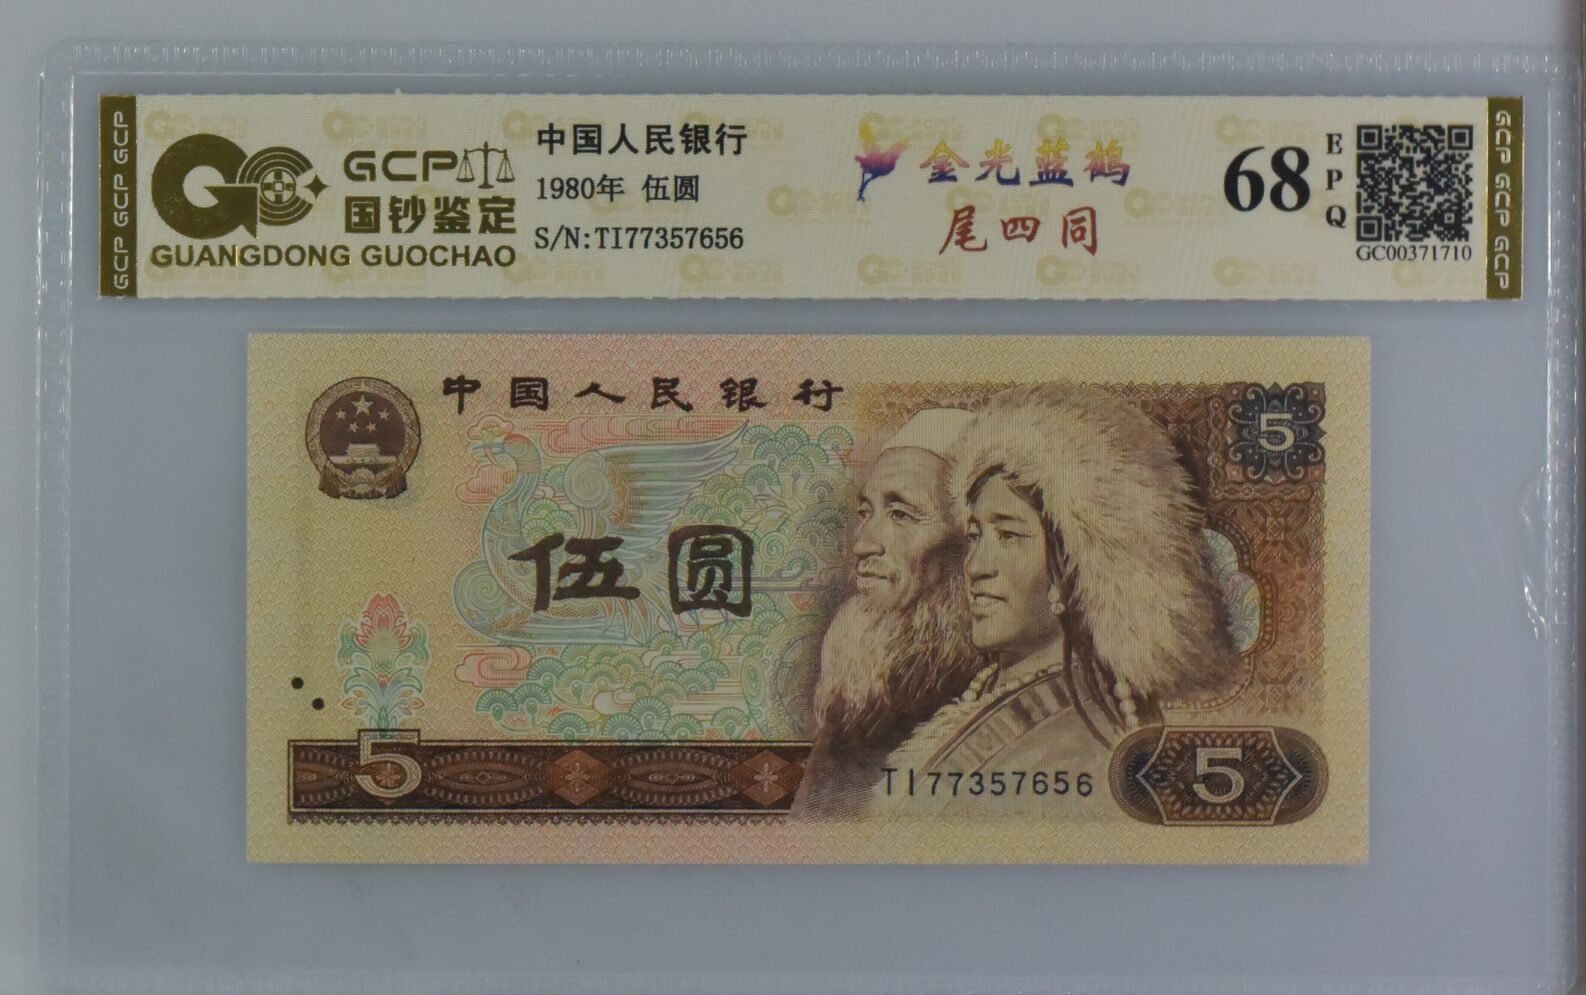 GCP GCP GCP
GCP
国钞鉴定
GUANGDONG GUOCHAO
中国人民银行
1980年 伍圆
S/N:TI77357656
金光蓝鹤
尾四同
68
EPQ
GC00371710
GCP GCP GCP
中国人民银行
5
伍圆
5
TI77357656
5